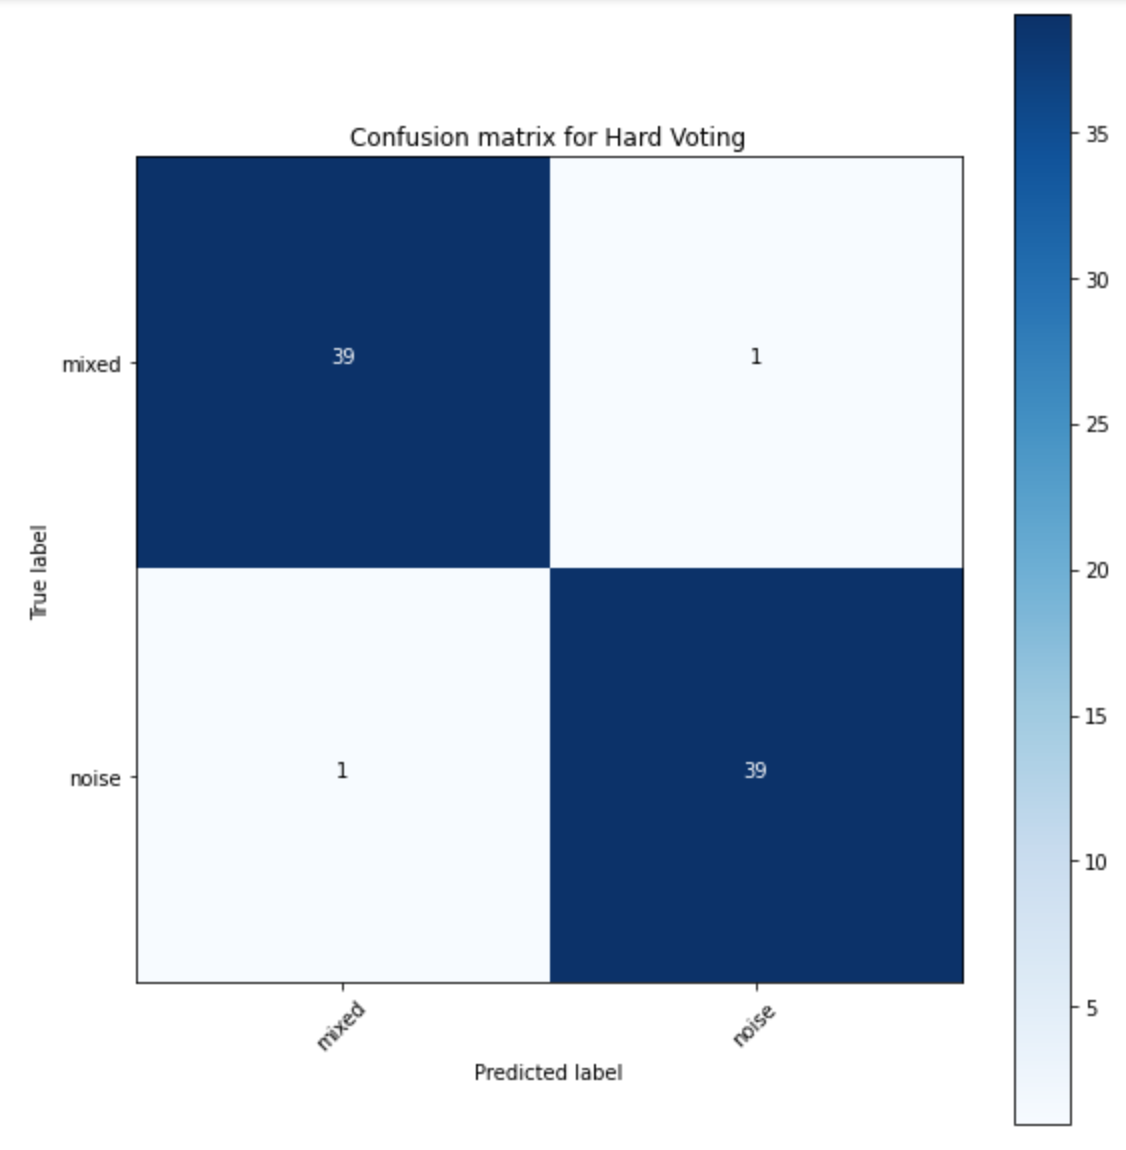 Confusion matrix for Hard Voting
35
30
25
20
15
10
5
mixed
39
1
True label
noise
1
39
mixed
noise
Predicted label